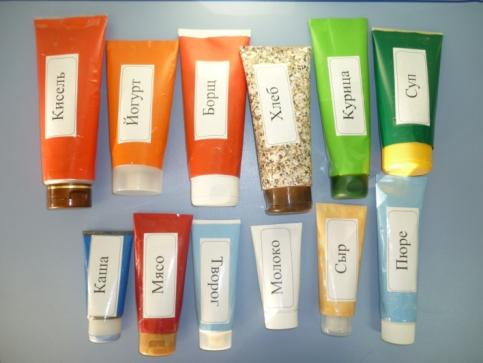 Кисель
Йогурт
Борщ
Хлеб
Курица
Суп
Каша
Мясо
Творог
Молоко
Сыр
Пюре